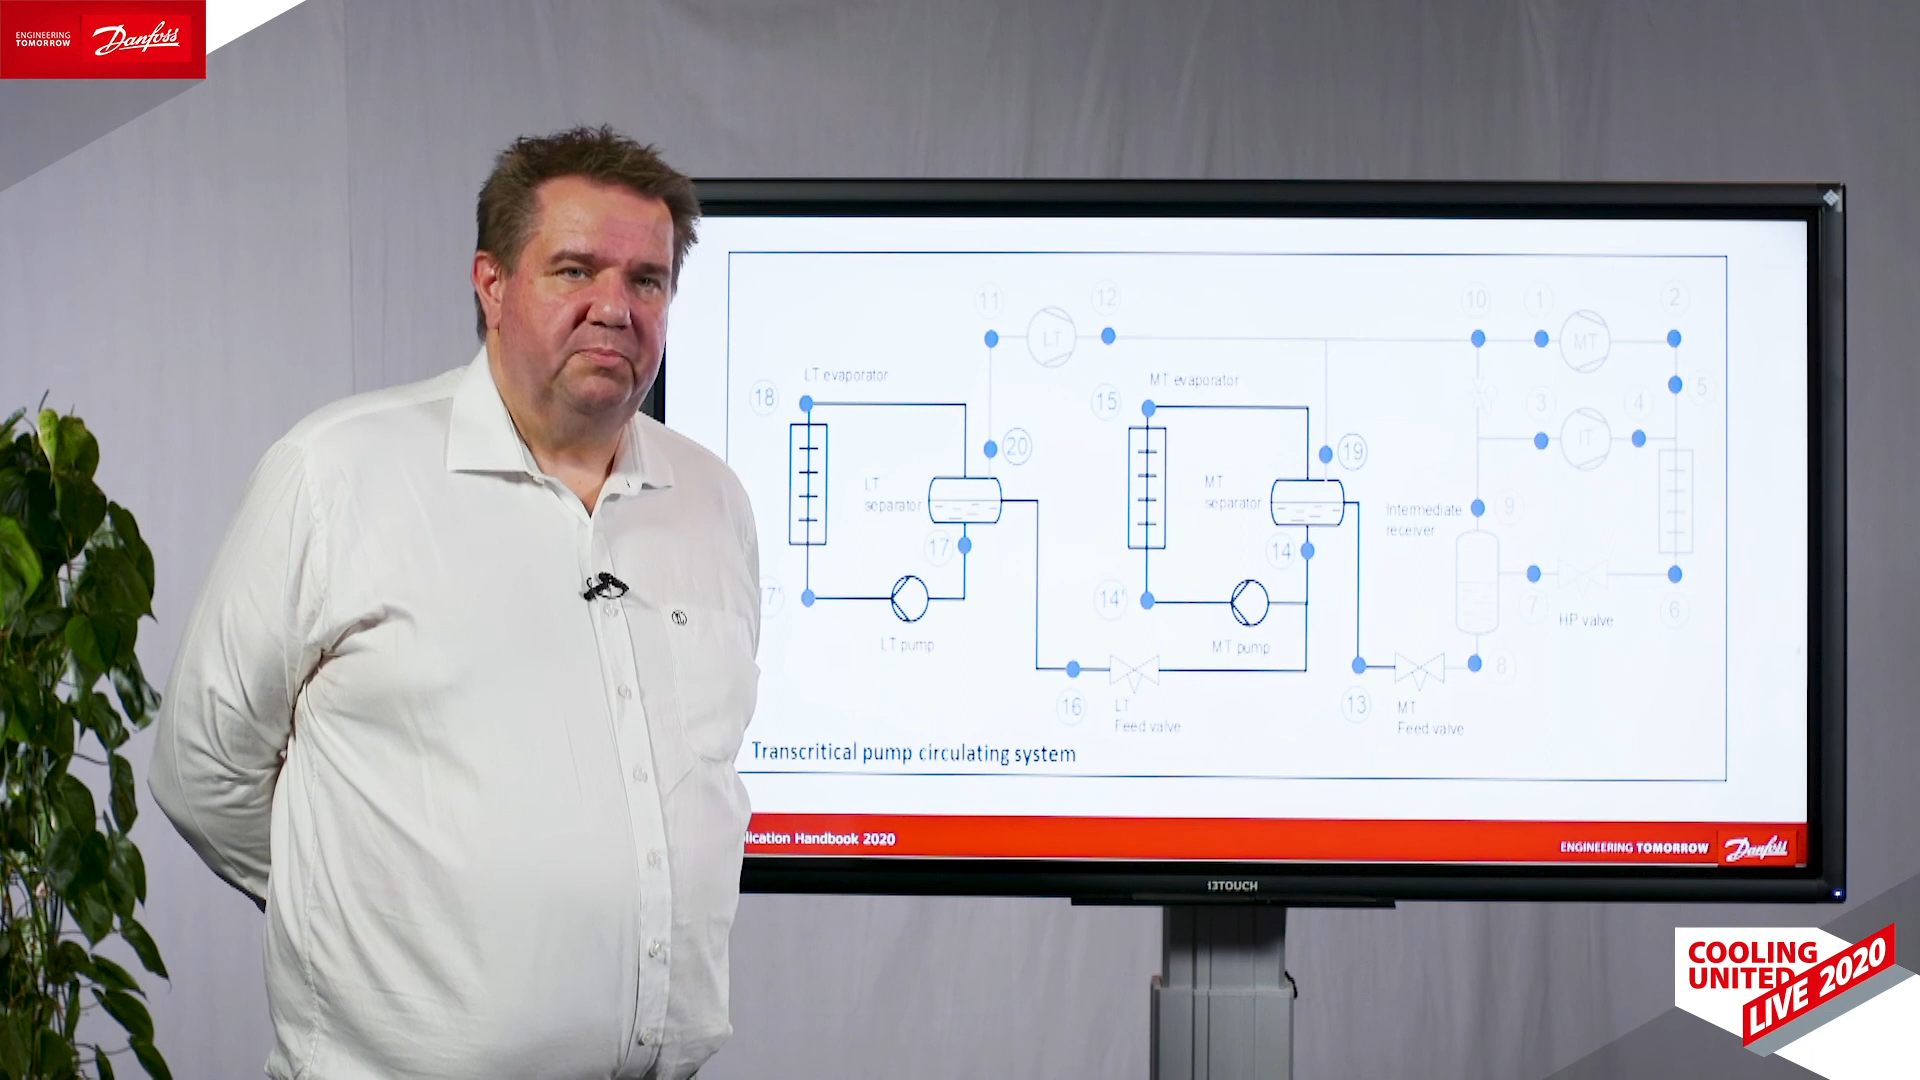 ENGINEERING
TOMORROW
Danfoss
11
12
10
1
2
LT
MT
5
LT evaporator
MT evaporator
18
15
3
4
IT
20
19
LT
separator
MT
separator
Intermediate
receiver
9
17
14
17'
14'
7
6
HP valve
LT pump
MT pump
8
16
LT
Feed valve
13
MT
Feed valve
Transcritical pump circulating system
lication Handbook 2020
ENGINEERING TOMORROW
Danfoss
i3TOUCH
COOLING
UNITED
LIVE 2020